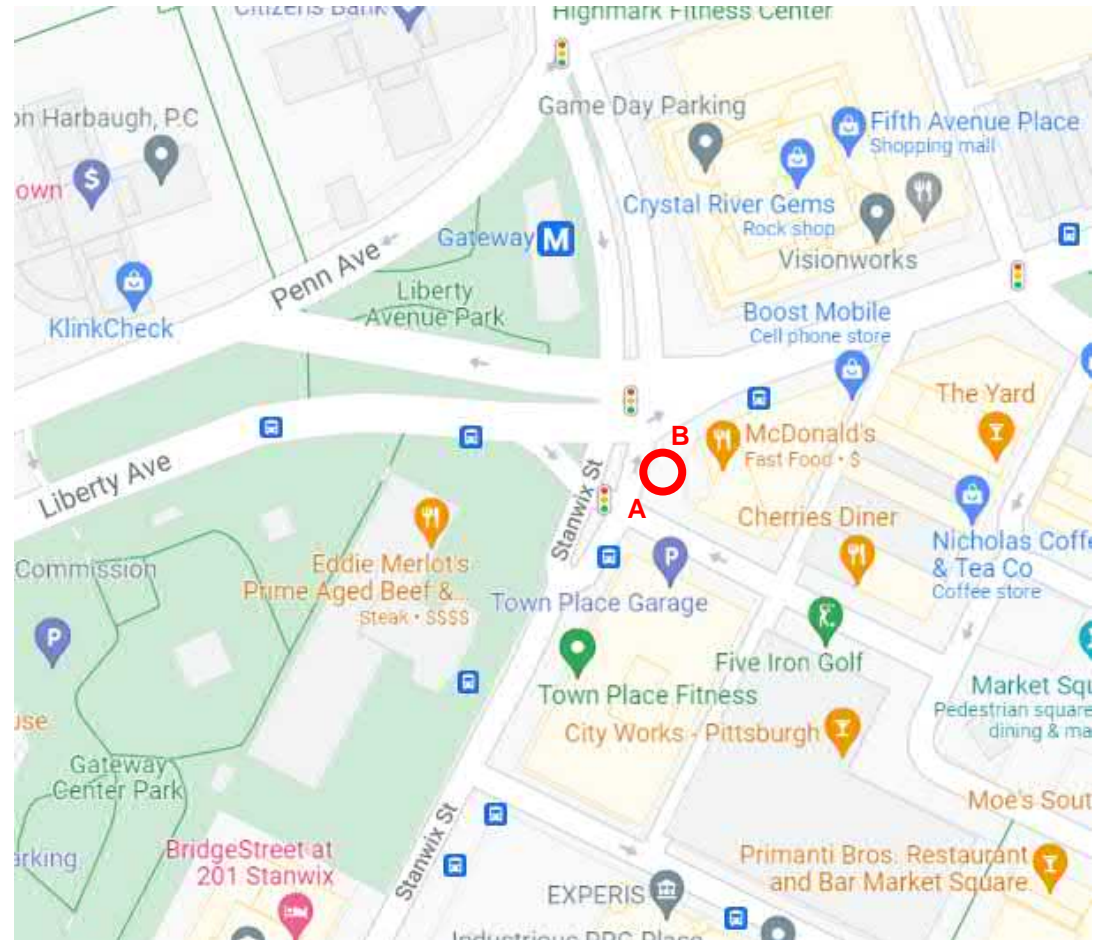 Citizens Bank
Highmark Fitness Center
on Harbaugh, P.C
Game Day Parking
Fifth Avenue Place
Shopping mall
own
Crystal River Gems
Rock shop
Gateway
M
Visionworks
Penn Ave
Liberty
Avenue Park
KlinkCheck
Boost Mobile
Cell phone store
The Yard
B
McDonald's
Fast Food • $
Liberty Ave
Stanwix St
A
Cherries Diner
Nicholas Coffe
& Tea Co
Coffee store
Commission
Eddie Merlot's
Prime Aged Beef &...
Steak • $$$$
P
Town Place Garage
P
Five Iron Golf
Town Place Fitness
Market Squ
Pedestrian square
dining & ma
use
City Works - Pittsburgh
Gateway
Center Park
Moe's Sout
arking
BridgeStreet at
201 Stanwix
Stanwix St
Primanti Bros. Restaurant
and Bar Market Square.
EXPERIS
Industrious PPG Place